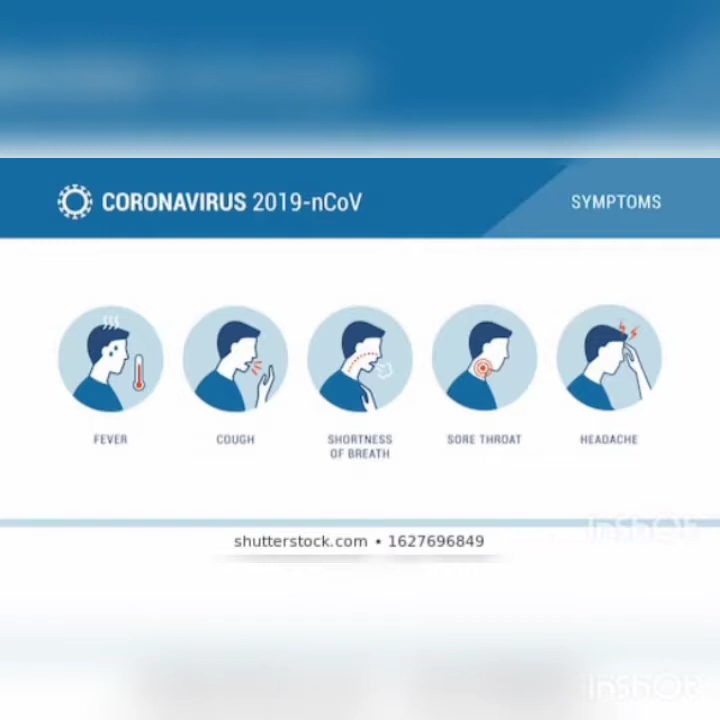 CORONAVIRUS 2019-nCoV
SYMPTOMS
FEVER
COUGH
SHORTNESS
OF BREATH
SORE THROAT
HEADACHE
InShOt
shutterstock.com • 1627696849
InShOt